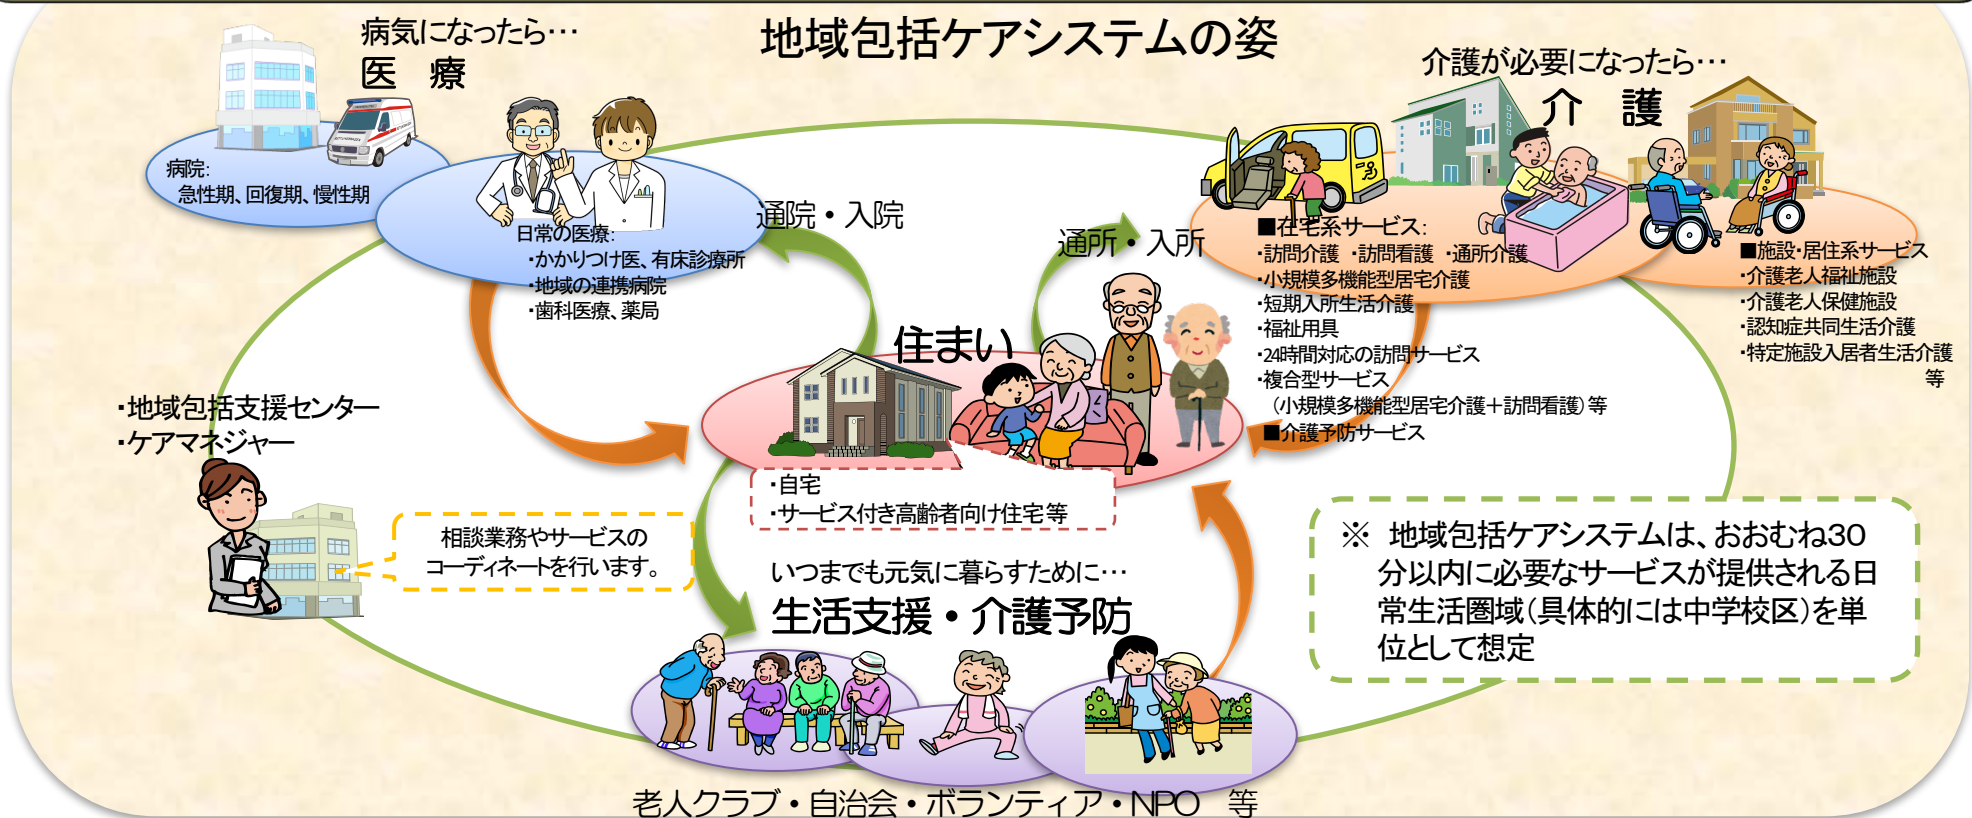 地域包括ケアシステムの姿
病気になったら…
医 療
病院:
急性期、回復期、慢性期
日常の医療:
・かかりつけ医、有床診療所
・地域の連携病院
・歯科医療、薬局
通院・入院
通所・入所
介護が必要になったら…
介 護
■在宅系サービス:
・訪問介護 ・訪問看護 ・通所介護
・小規模多機能型居宅介護
・短期入所生活介護
・福祉用具
・24時間対応の訪問サービス
・複合型サービス
(小規模多機能型居宅介護+訪問看護)等
■介護予防サービス
■施設・居住系サービス
・介護老人福祉施設
・介護老人保健施設
・認知症共同生活介護
・特定施設入居者生活介護
等
住まい
・自宅
・サービス付き高齢者向け住宅等
・地域包括支援センター
・ケアマネジャー
相談業務やサービスの
コーディネートを行います。
いつまでも元気に暮らすために…
生活支援・介護予防
老人クラブ・自治会・ボランティア・NPO 等
※ 地域包括ケアシステムは、おおむね30
分以内に必要なサービスが提供される日
常生活圏域(具体的には中学校区)を単
位として想定